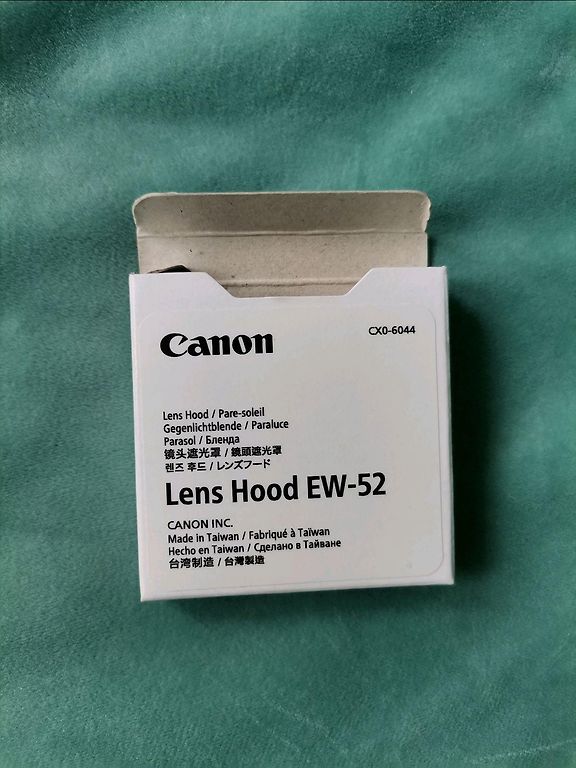 Canon
CX0-6044
Lens Hood / Pare-soleil
Gegenlichtblende / Paraluce
Parasol / Бленда
镜头遮光罩 / 鏡頭遮光罩
렌즈 후드 / レンズフード
Lens Hood EW-52
CANON INC.
Made in Taiwan / Fabriqué à Taïwan
Hecho en Taiwan / Сделано в Тайване
台湾制造 / 台灣製造